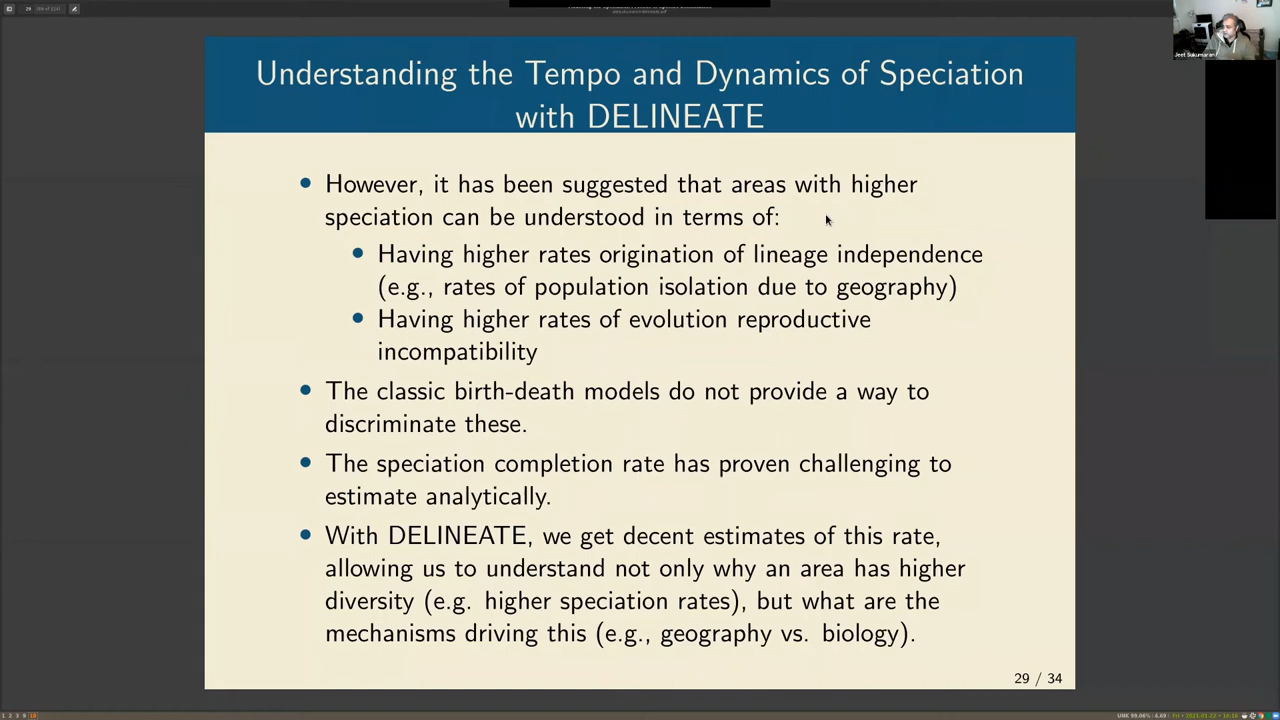 29
Understanding the Tempo and Dynamics of Speciation
with DELINEATE
Jeet Sukumaran
• However, it has been suggested that areas with higher
speciation can be understood in terms of:
• Having higher rates origination of lineage independence
(e.g., rates of population isolation due to geography)
• Having higher rates of evolution reproductive
incompatibility
• The classic birth-death models do not provide a way to
discriminate these.
• The speciation completion rate has proven challenging to
estimate analytically.
• With DELINEATE, we get decent estimates of this rate,
allowing us to understand not only why an area has higher
diversity (e.g. higher speciation rates), but what are the
mechanisms driving this (e.g., geography vs. biology).
29 / 34